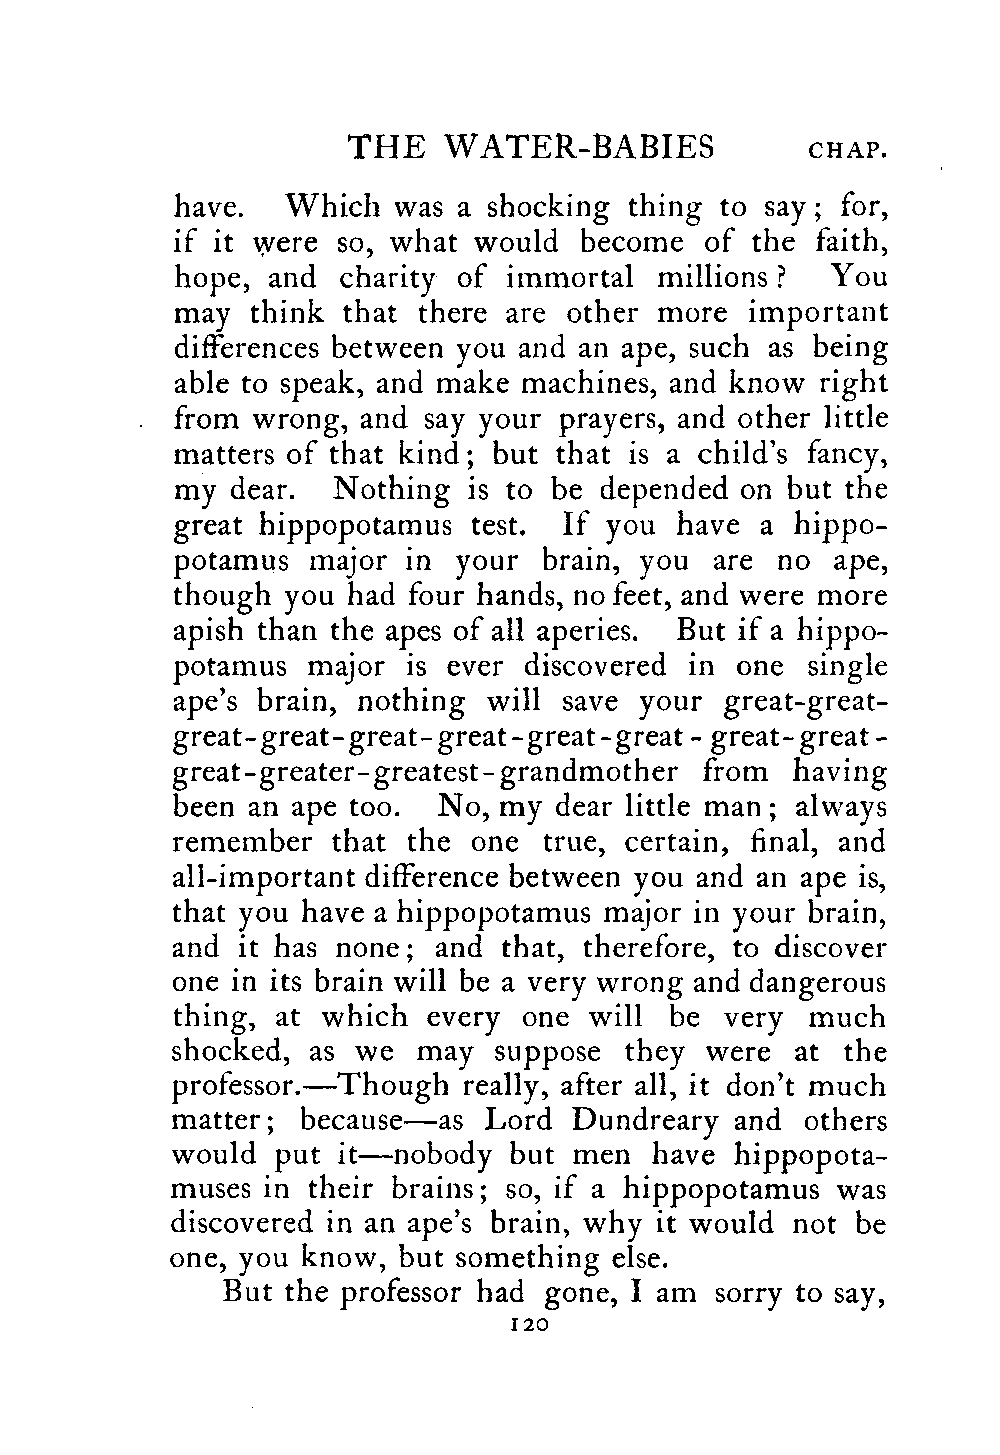 THE WATER-BABIES CHAP.
have. Which was a shocking thing to say; for,
if it were so, what would become of the faith,
hope, and charity of immortal millions? You
may think that there are other more important
differences between you and an ape, such as being
able to speak, and make machines, and know right
from wrong, and say your prayers, and other little
matters of that kind; but that is a child's fancy,
my dear. Nothing is to be depended on but the
great hippopotamus test. If you have a hippo-
potamus major in your brain, you are no ape,
though you had four hands, no feet, and were more
apish than the apes of all aperies. But if a hippo-
potamus major is ever discovered in one single
ape's brain, nothing will save your great-great-
great-great-great-great-great-great-great-great-
great-greater-greatest-grandmother from having
been an ape too. No, my dear little man; always
remember that the one true, certain, final, and
all-important difference between you and an ape is,
that you have a hippopotamus major in your brain,
and it has none; and that, therefore, to discover
one in its brain will be a very wrong and dangerous
thing, at which every one will be very much
shocked, as we may suppose they were at the
professor.—Though really, after all, it don't much
matter; because—as Lord Dundreary and others
would put it—nobody but men have hippopota-
muses in their brains; so, if a hippopotamus was
discovered in an ape's brain, why it would not be
one, you know, but something else.
But the professor had gone, I am sorry to say,
120